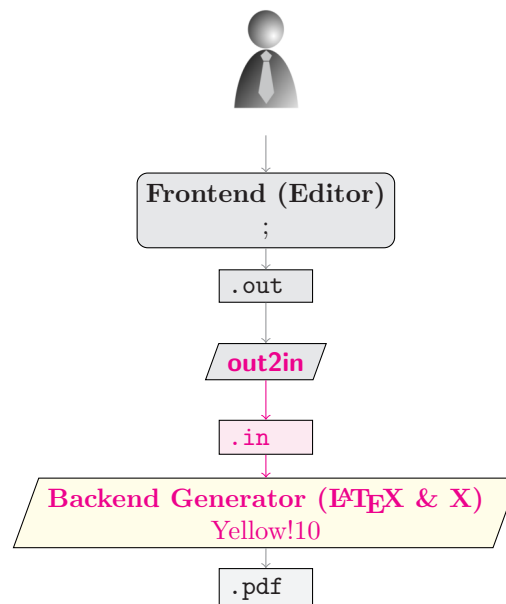 Frontend (Editor)
;
.out
out2in
.in
Backend Generator (LATEX & X)
Yellow!10
.pdf